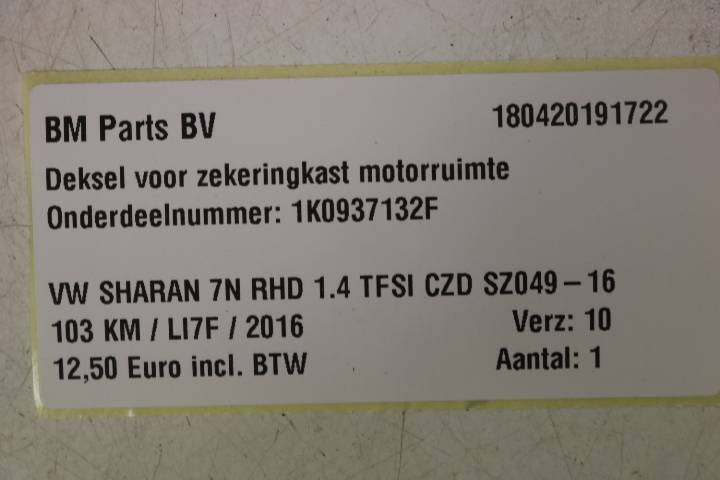 BM Parts BV 180420191722
Deksel voor zekeringkast motorruimte
Onderdeelnummer: 1K0937132F
VW SHARAN 7N RHD 1.4 TFSI CZD SZ049-16
103 KM / LI7F / 2016 Verz: 10
12,50 Euro incl. BTW Aantal: 1